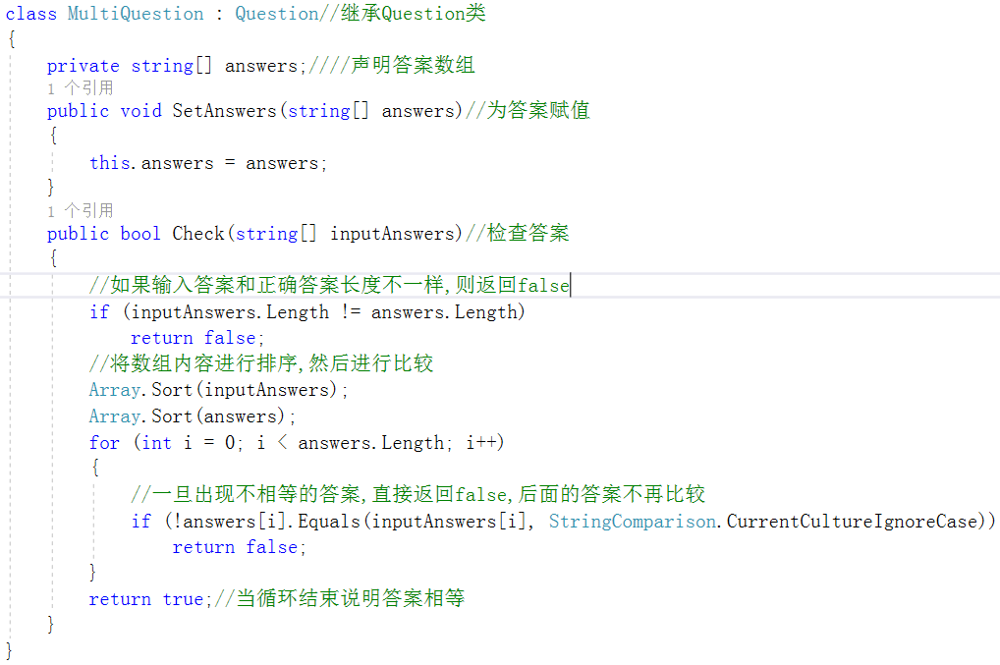 class MultiQuestion : Question//继承Question类
{
    private string[] answers;////声明答案数组
    1 个引用
    public void SetAnswers(string[] answers)//为答案赋值
    {
        this.answers = answers;
    }
    1 个引用
    public bool Check(string[] inputAnswers)//检查答案
    {
        //如果输入答案和正确答案长度不一样,则返回false
        if (inputAnswers.Length != answers.Length)
            return false;
        //将数组内容进行排序,然后进行比较
        Array.Sort(inputAnswers);
        Array.Sort(answers);
        for (int i = 0; i < answers.Length; i++)
        {
            //一旦出现不相等的答案,直接返回false,后面的答案不再比较
            if (!answers[i].Equals(inputAnswers[i], StringComparison.CurrentCultureIgnoreCase))
                return false;
        }
        return true;//当循环结束说明答案相等
    }
}